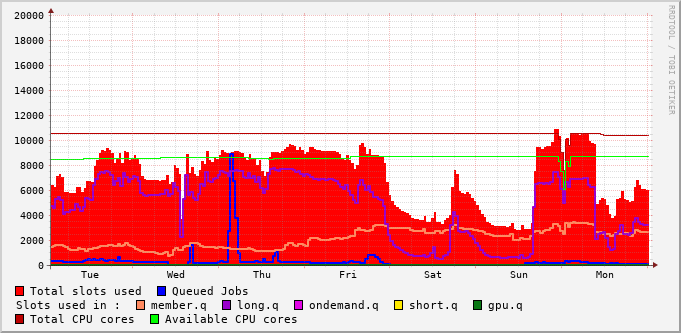 20000
18000
16000
14000
12000
10000
8000
6000
4000
2000
0
Tue Wed Thu Fri Sat Sun Mon
RRDTOOL / TOBI OETIKER
Total slots used Queued Jobs
Slots used in : member.q long.q ondemand.q short.q gpu.q
Total CPU cores Available CPU cores